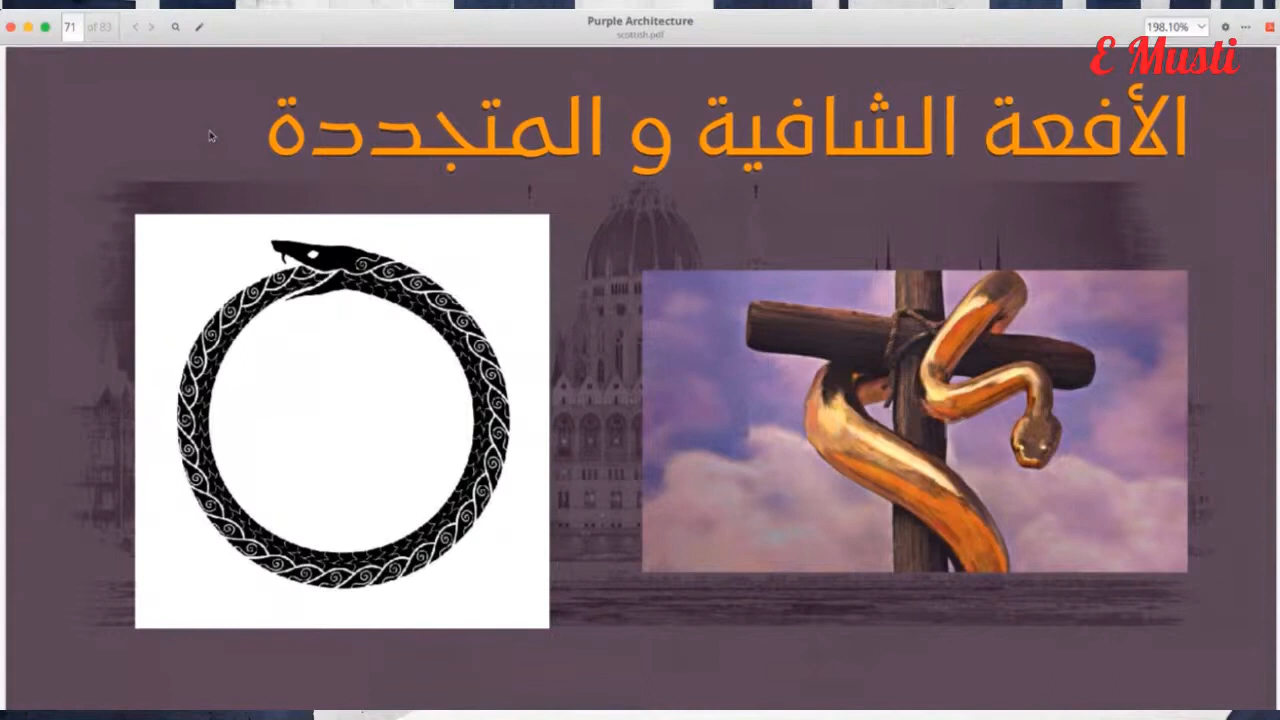 71 of 83
Purple Architecture
scottish.pdf
198.10%
E Musti
الأفعة الشافية و المتجددة